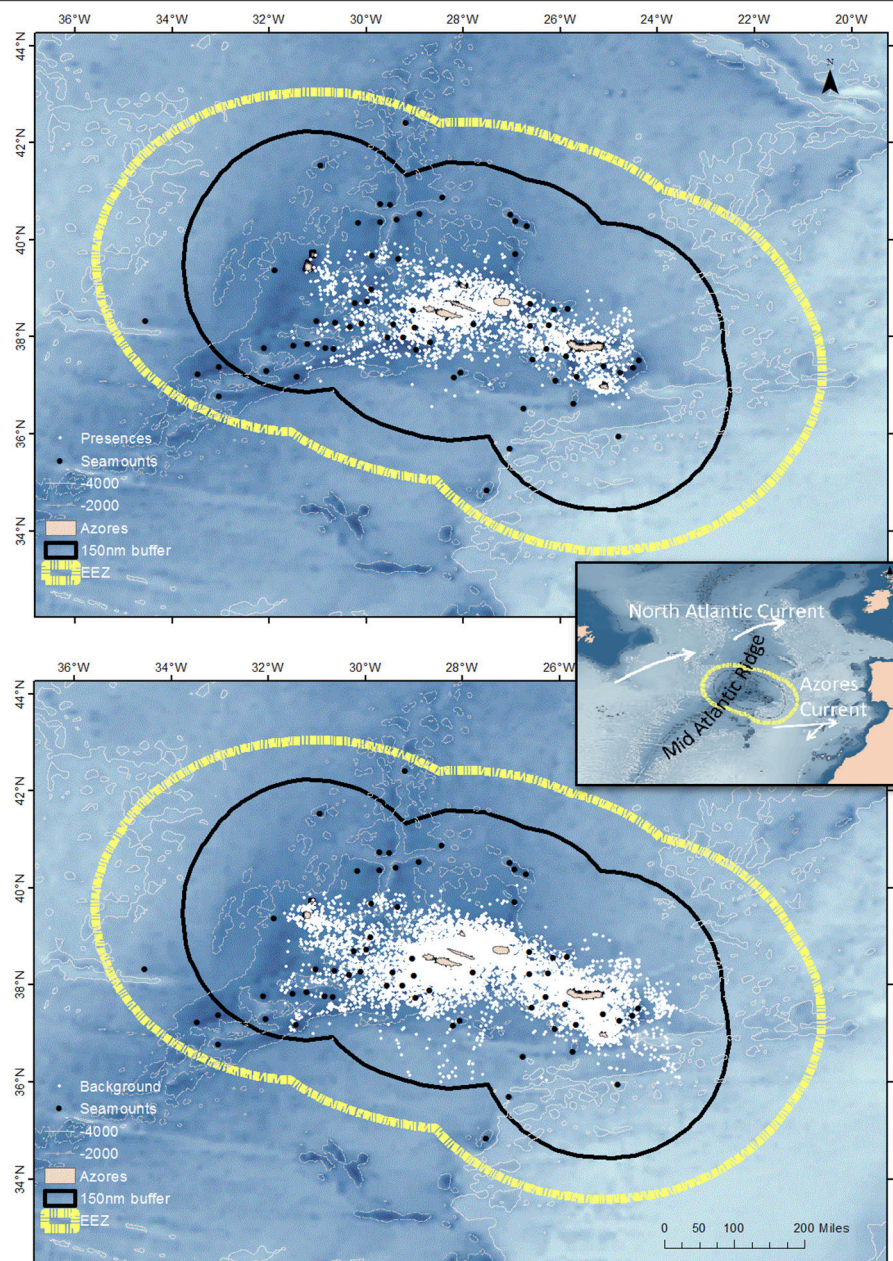 36°W 34°W 32°W 30°W 28°W 26°W 24°W 22°W 20°W
N
44°N
42°N
40°N
38°N
36°N
34°N
Presences
Seamounts
-4000
-2000
Azores
150nm buffer
EEZ
North Atlantic Current
Mid Atlantic Ridge
Azores
Current
36°W 34°W 32°W 30°W 28°W 26°W
44°N
42°N
40°N
38°N
36°N
34°N
Background
Seamounts
-4000
-2000
Azores
150nm buffer
EEZ
0 50 100 200 Miles